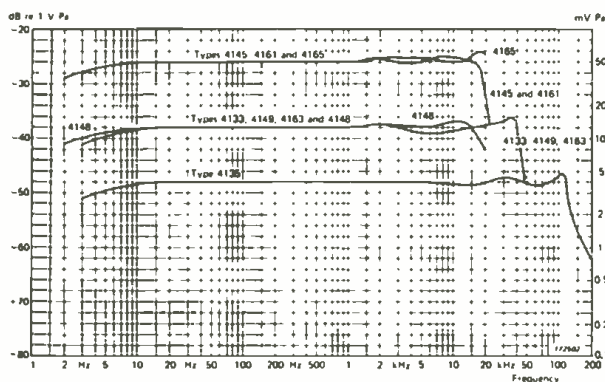 dB re 1 V Pa mV Pa
-20
Types 4145 4161 and 4165 4165
50
-30
4145 and 4161
20
4148 Types 4133, 4149, 4163 and 4148 4148
-40 10
4133 4149, 4163
5
-50
2
-60 1
0.5
-70
-80
1 2 Hz 5 10 20 Hz 50 100 200 Hz 500 1 2 kHz 5 10 kHz 20 50 100 200
Frequency